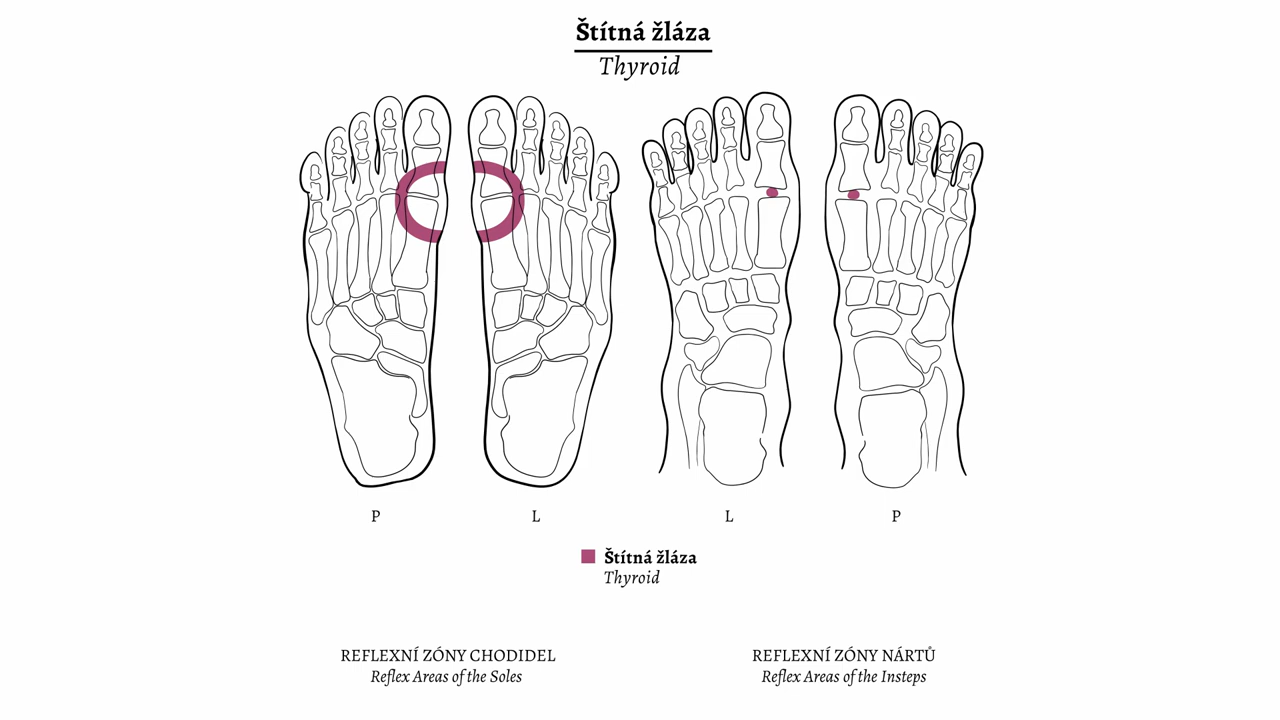 Štítná žláza
Thyroid
P
L
L
P
Štítná žláza
Thyroid
REFLEXNÍ ZÓNY CHODIDEL
Reflex Areas of the Soles
REFLEXNÍ ZÓNY NÁRTŮ
Reflex Areas of the Insteps